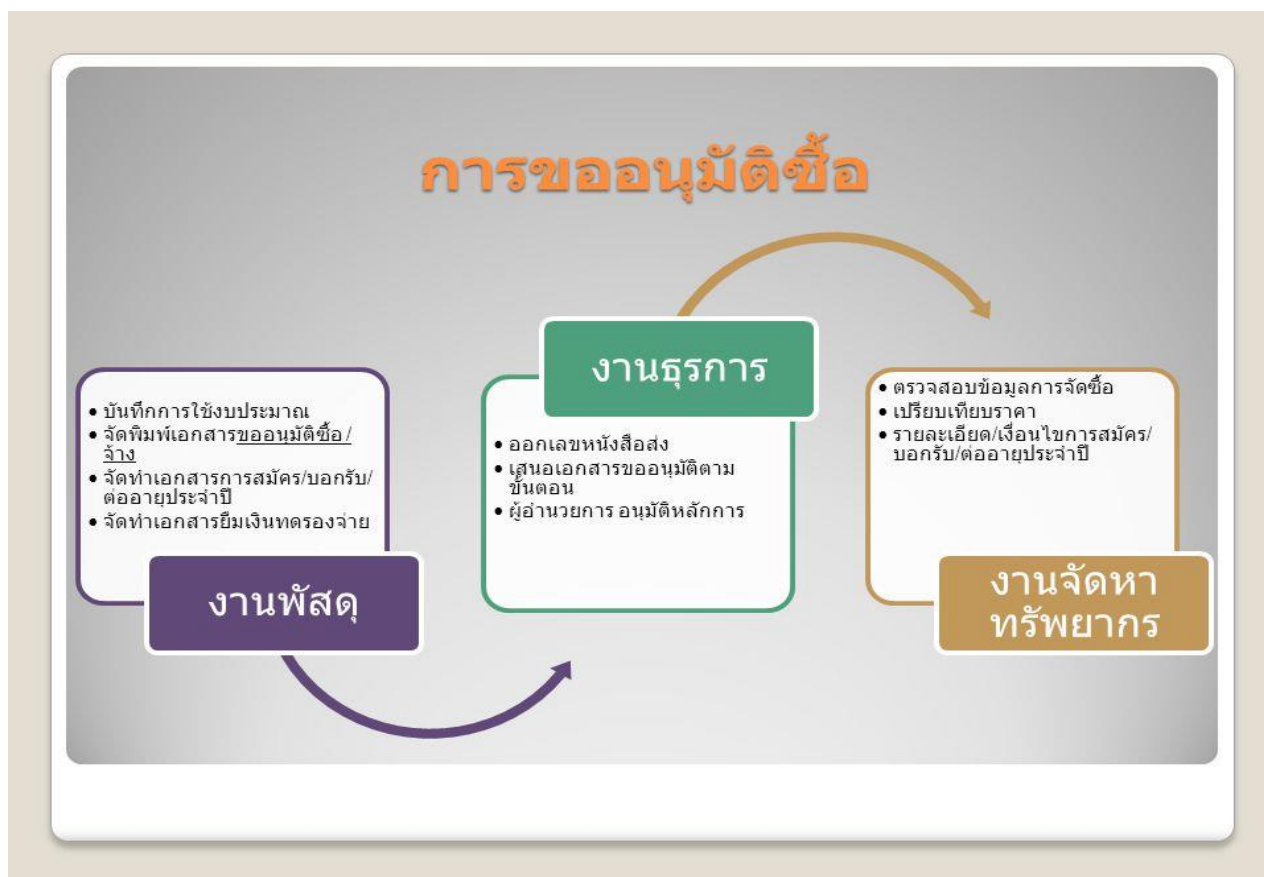 การขออนุมัติซื้อ
• บันทึกการใช้งบประมาณ
• จัดพิมพ์เอกสารขออนุมัติซื้อ/
จ้าง
• จัดทำเอกสารการสมัคร/บอกรับ/
ต่ออายุประจำปี
• จัดทำเอกสารยืมเงินทดรองจ่าย
งานพัสดุ
งานธุรการ
• ออกเลขหนังสือส่ง
• เสนอเอกสารขออนุมัติตาม
ขั้นตอน
• ผู้อำนวยการ อนุมัติหลักการ
• ตรวจสอบข้อมูลการจัดซื้อ
• เปรียบเทียบราคา
• รายละเอียด/เงื่อนไขการสมัคร/
บอกรับ/ต่ออายุประจำปี
งานจัดหา
ทรัพยากร